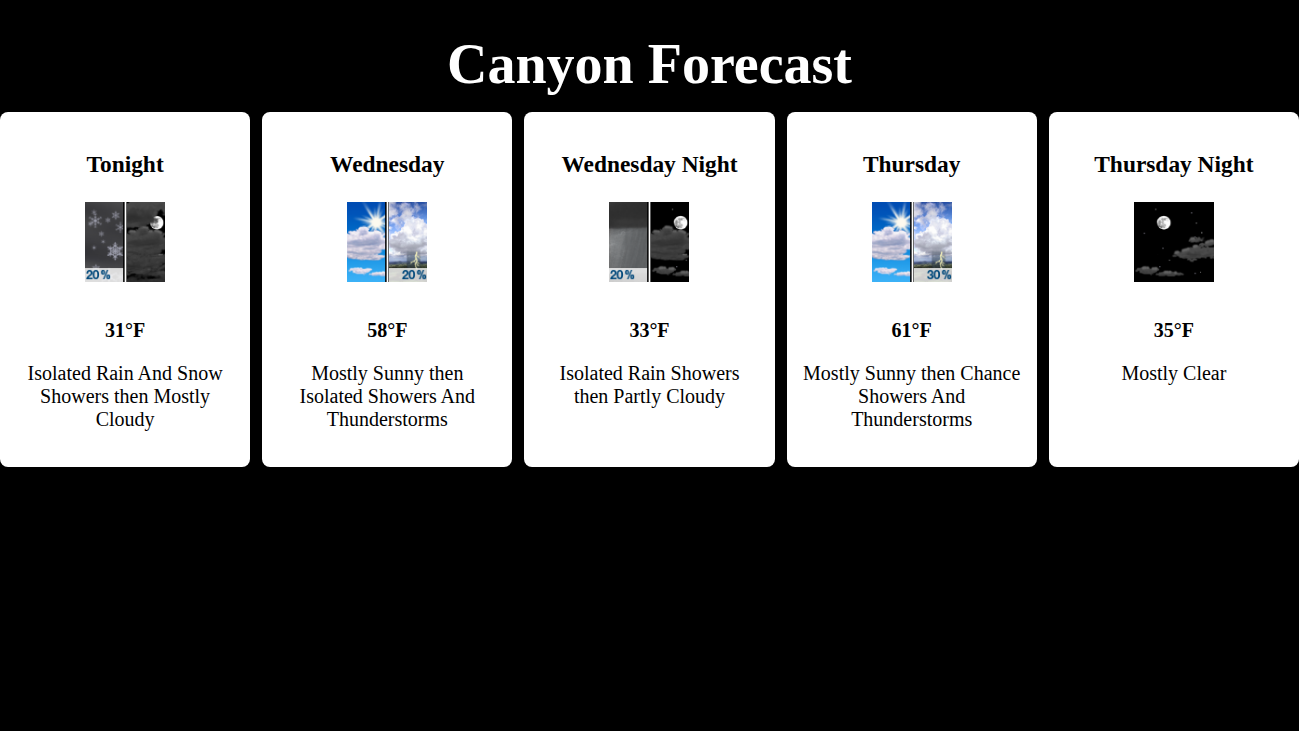 Canyon Forecast
Tonight
20%
31°F
Isolated Rain And Snow
Showers then Mostly
Cloudy
Wednesday
20%
58°F
Mostly Sunny then
Isolated Showers And
Thunderstorms
Wednesday Night
20%
33°F
Isolated Rain Showers
then Partly Cloudy
Thursday
30%
61°F
Mostly Sunny then Chance
Showers And
Thunderstorms
Thursday Night
35°F
Mostly Clear